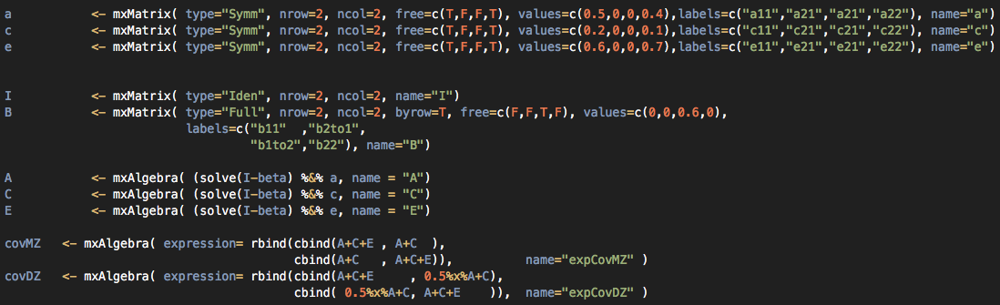 a <- mxMatrix( type="Symm", nrow=2, ncol=2, free=c(T,F,F,T), values=c(0.5,0,0,0.4),labels=c("a11","a21","a21","a22"), name="a")
c <- mxMatrix( type="Symm", nrow=2, ncol=2, free=c(T,F,F,T), values=c(0.2,0,0,0.1),labels=c("c11","c21","c21","c22"), name="c")
e <- mxMatrix( type="Symm", nrow=2, ncol=2, free=c(T,F,F,T), values=c(0.6,0,0,0.7),labels=c("e11","e21","e21","e22"), name="e")
I <- mxMatrix( type="Iden", nrow=2, ncol=2, name="I")
B <- mxMatrix( type="Full", nrow=2, ncol=2, byrow=T, free=c(F,F,T,F), values=c(0,0,0.6,0),
labels=c("b11" ,"b2to1",
"b1to2","b22"), name="B")
A <- mxAlgebra( (solve(I-beta) %&% a, name = "A")
C <- mxAlgebra( (solve(I-beta) %&% c, name = "C")
E <- mxAlgebra( (solve(I-beta) %&% e, name = "E")
covMZ <- mxAlgebra( expression= rbind(cbind(A+C+E , A+C ),
cbind(A+C , A+C+E)), name="expCovMZ" )
covDZ <- mxAlgebra( expression= rbind(cbind(A+C+E , 0.5%x%A+C),
cbind( 0.5%x%A+C, A+C+E )), name="expCovDZ" )